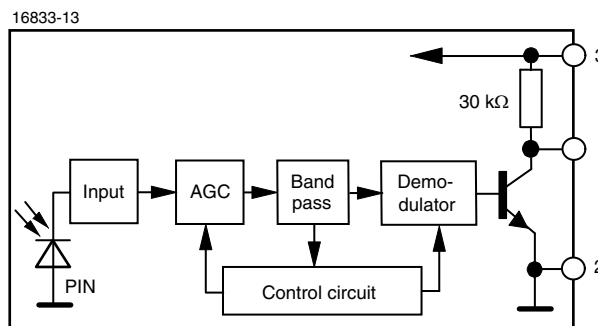 16833-13
3
30 kΩ
Input
AGC
Band
pass
Demo-
dulator
2
PIN
Control circuit